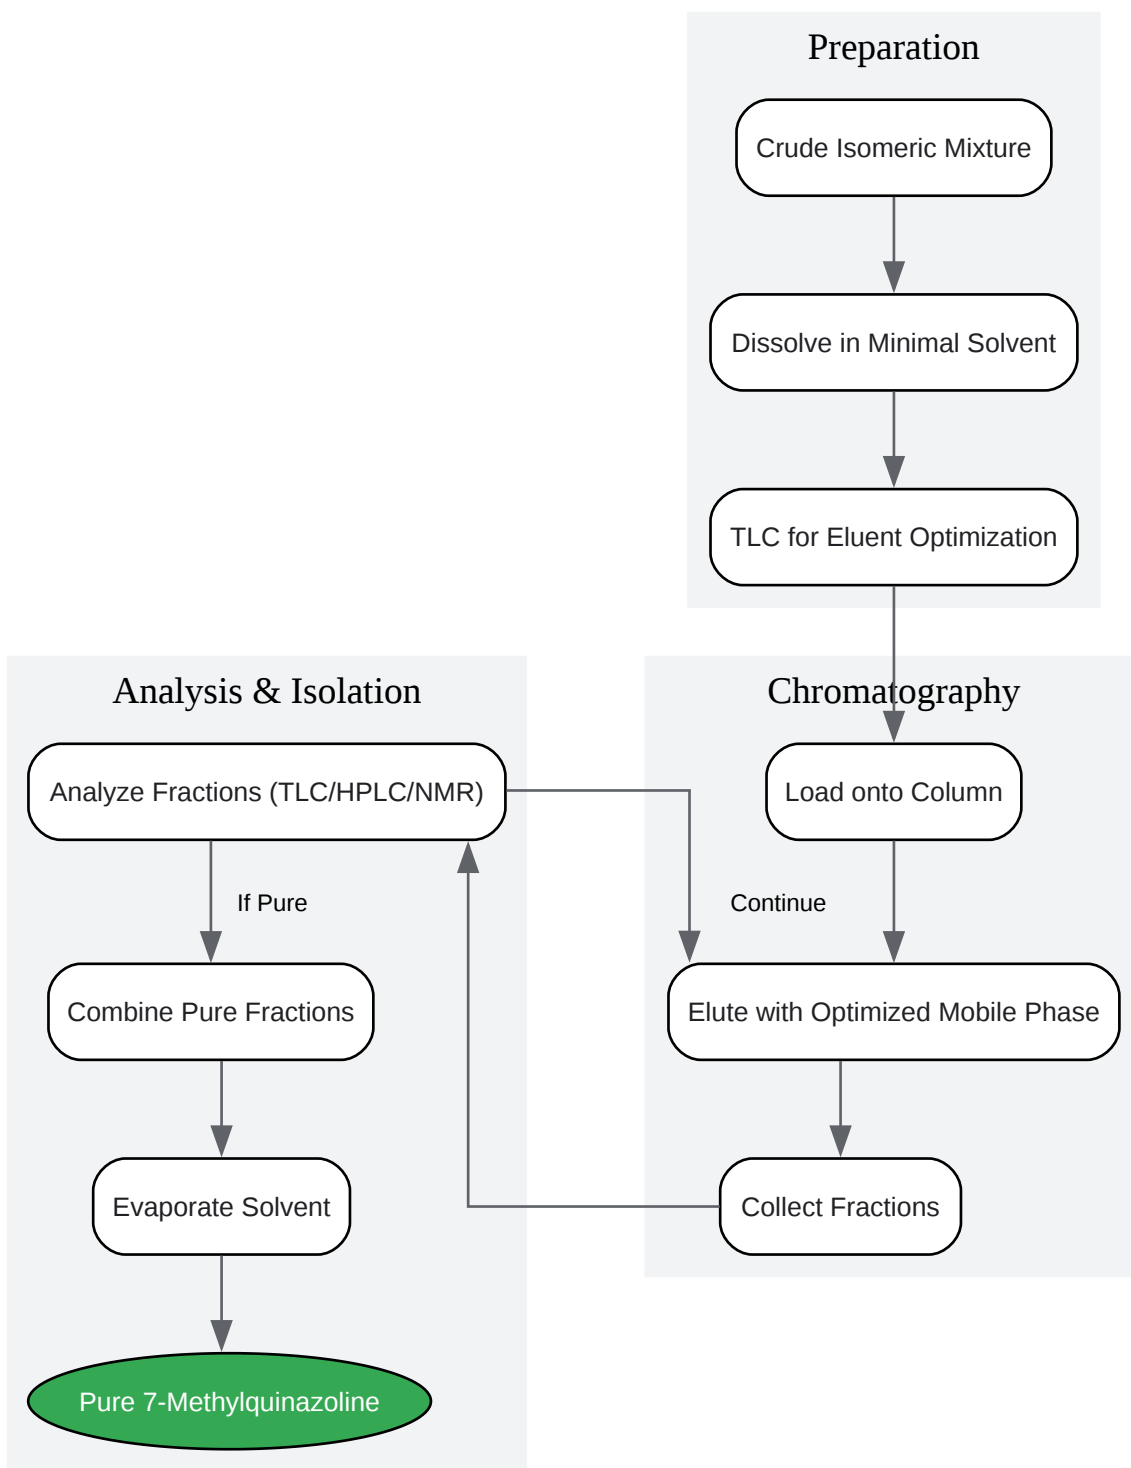 Preparation
Crude Isomeric Mixture
Dissolve in Minimal Solvent
TLC for Eluent Optimization
Chromatography
Load onto Column
Continue
Elute with Optimized Mobile Phase
Collect Fractions
Analysis & Isolation
Analyze Fractions (TLC/HPLC/NMR)
If Pure
Combine Pure Fractions
Evaporate Solvent
Pure 7-Methylquinazoline